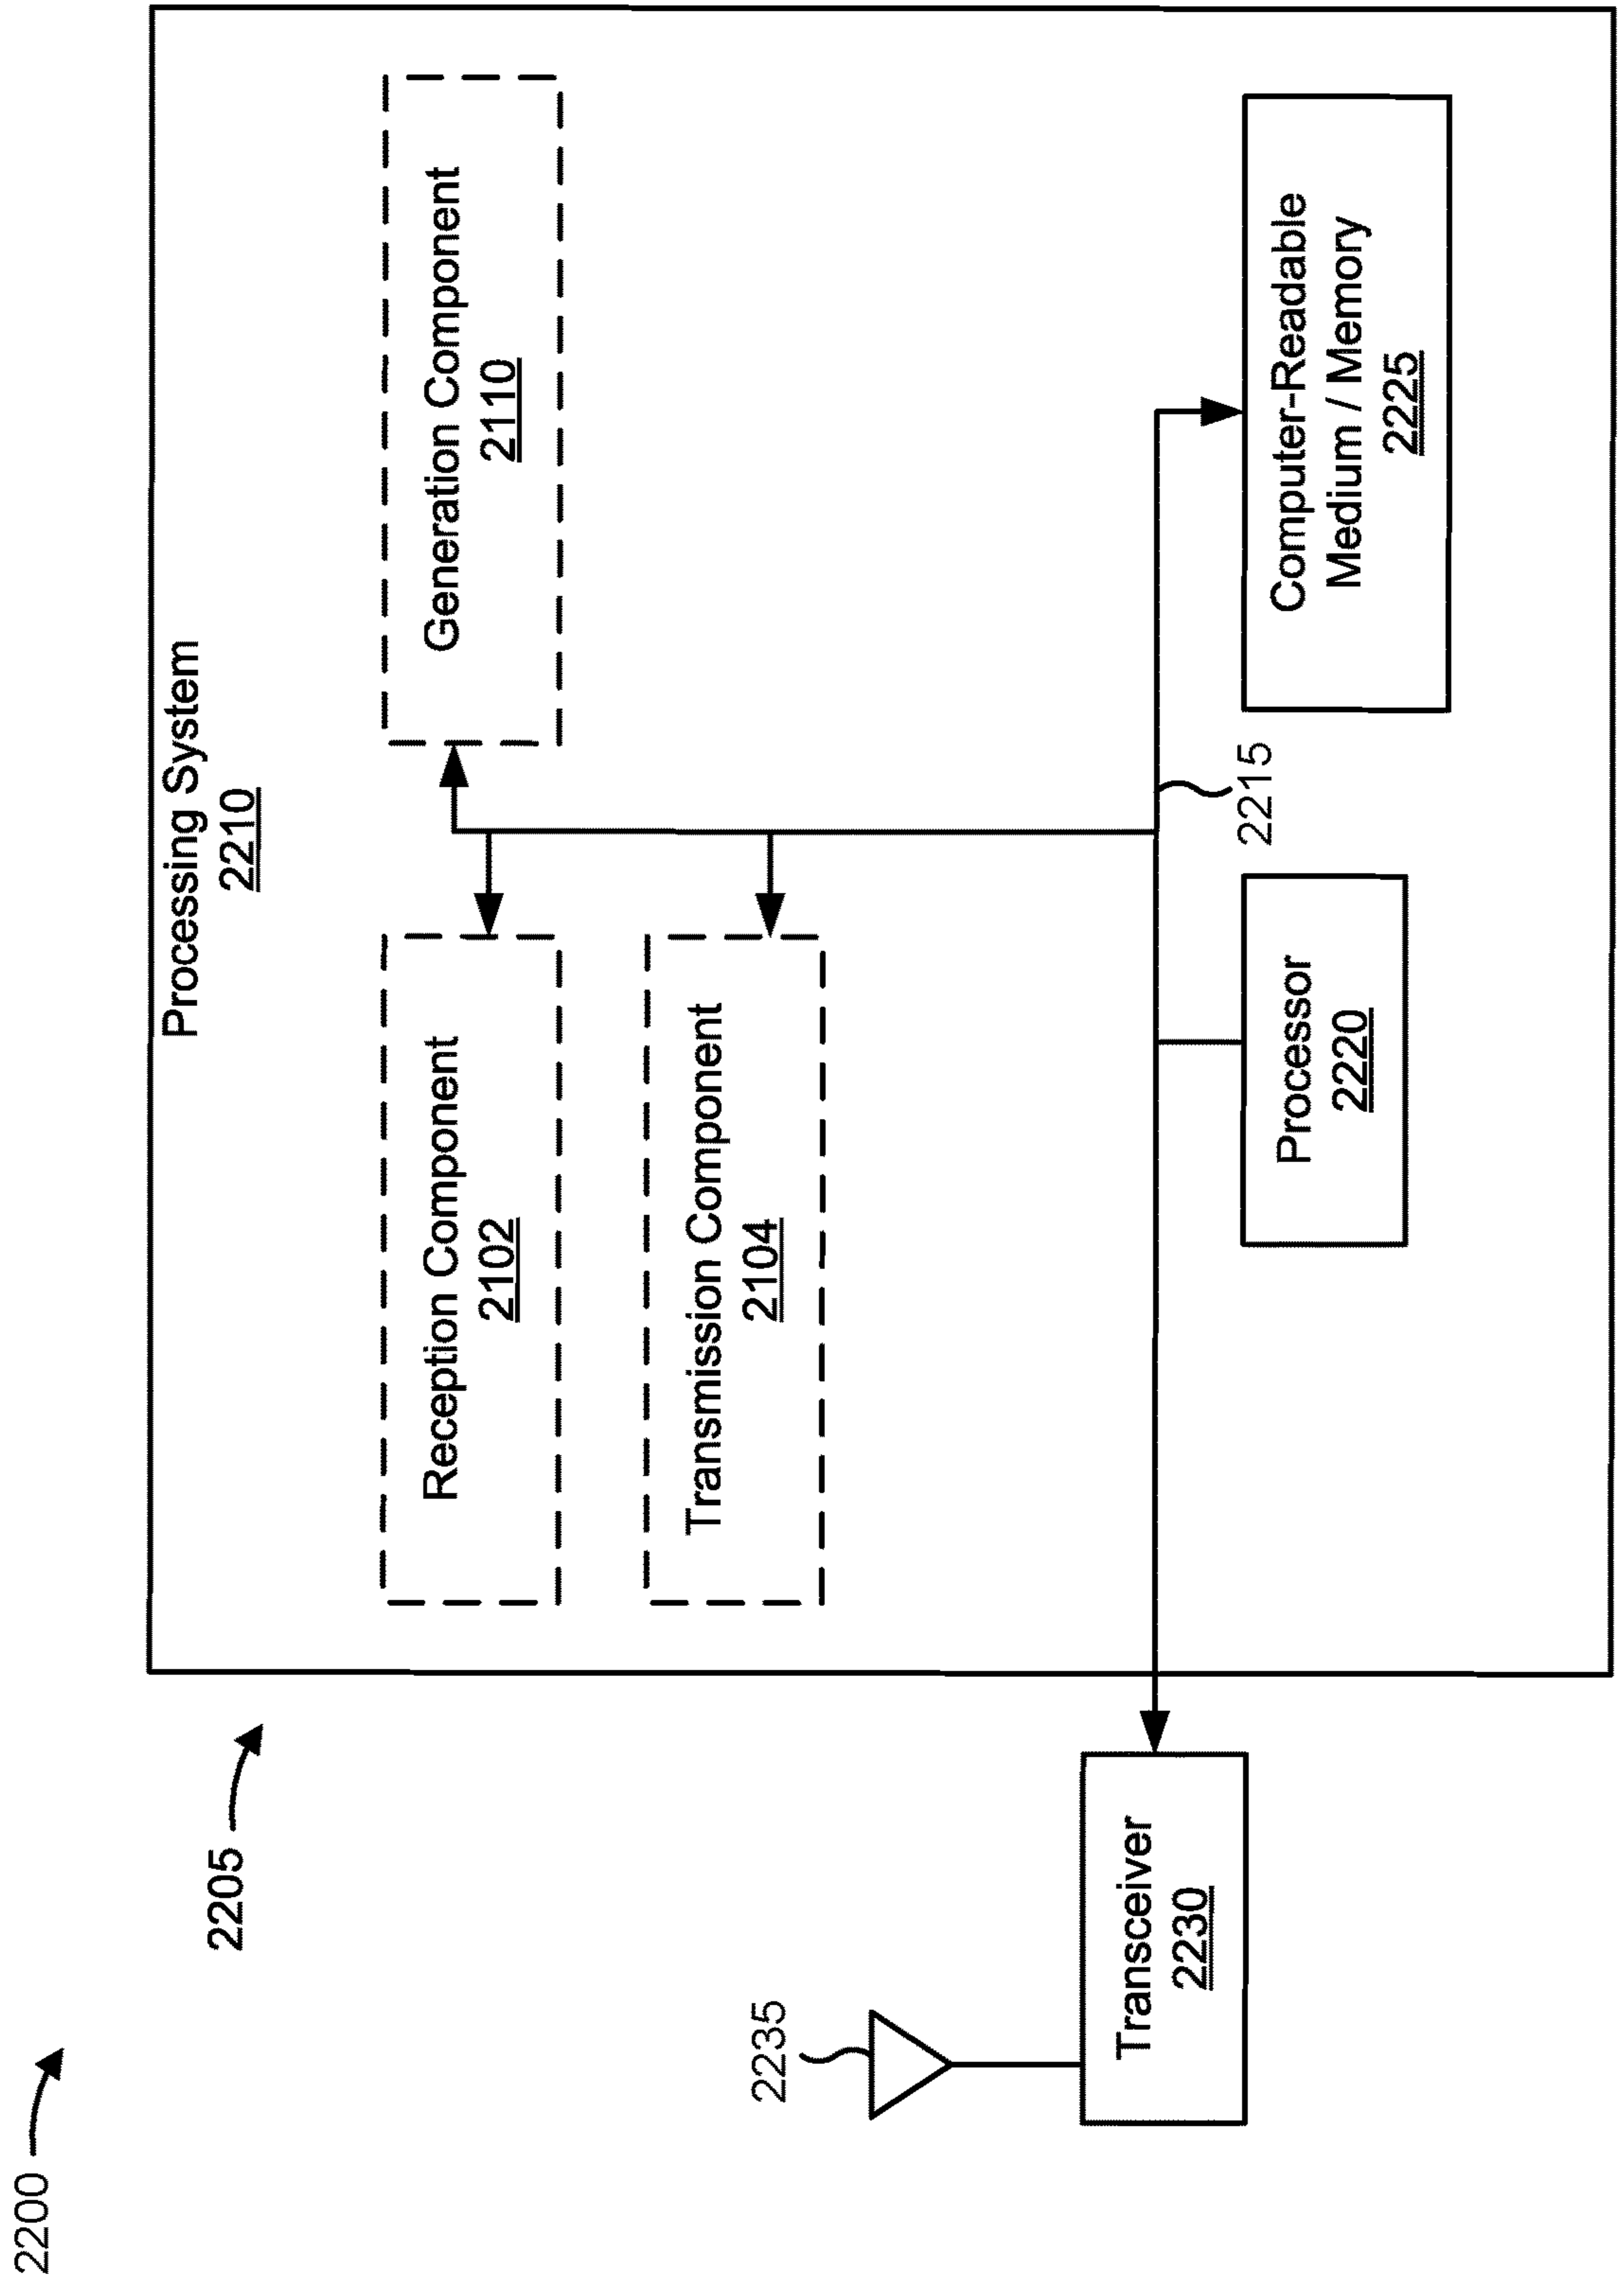 2200
2205
Processing System
2210
Reception Component
2102
Generation Component
2110
Transmission Component
2104
2235
Transceiver
2230
Processor
2220
2215
Computer-Readable
Medium / Memory
2225